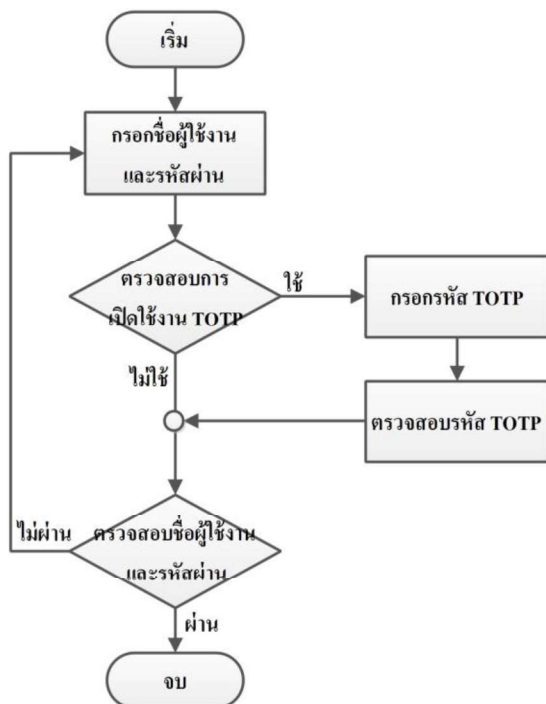 เริ่ม
กรอกชื่อผู้ใช้งาน
และรหัสผ่าน
ตรวจสอบการ
เปิดใช้งาน TOTP
ใช้
กรอกรหัส TOTP
ไม่ใช้
ตรวจสอบรหัส TOTP
ไม่ผ่าน
ตรวจสอบชื่อผู้ใช้งาน
และรหัสผ่าน
ผ่าน
จบ